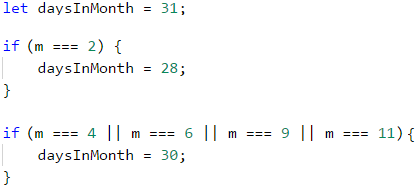 let daysInMonth = 31;
if (m === 2) {
    daysInMonth = 28;
}
if (m === 4 || m === 6 || m === 9 || m === 11){
    daysInMonth = 30;
}